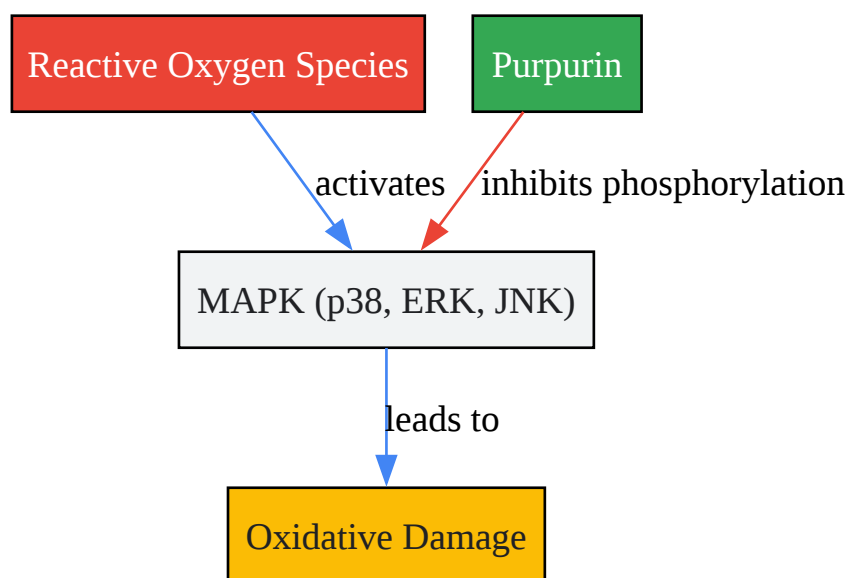 Reactive Oxygen Species
Purpurin
activates
inhibits phosphorylation
MAPK (p38, ERK, JNK)
leads to
Oxidative Damage